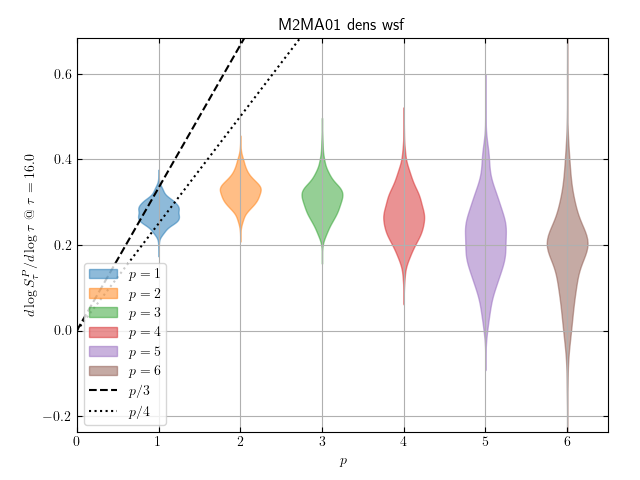 M2MA01 dens wsf
d log S_τ^P / d log τ @ τ = 16.0
0.6
0.4
0.2
0.0
−0.2
p = 1
p = 2
p = 3
p = 4
p = 5
p = 6
p/3
p/4
0 1 2 3 4 5 6
p